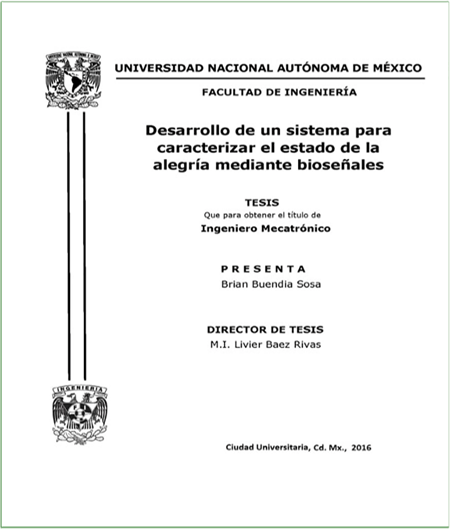 UNIVERSIDAD NACIONAL AUTÓNOMA DE MÉXICO
FACULTAD DE INGENIERÍA
Desarrollo de un sistema para
caracterizar el estado de la
alegría mediante bioseñales
TESIS
Que para obtener el título de
Ingeniero Mecatrónico
P R E S E N T A
Brian Buendia Sosa
DIRECTOR DE TESIS
M.I. Livier Baez Rivas
INGENIERIA
Ciudad Universitaria, Cd. Mx., 2016